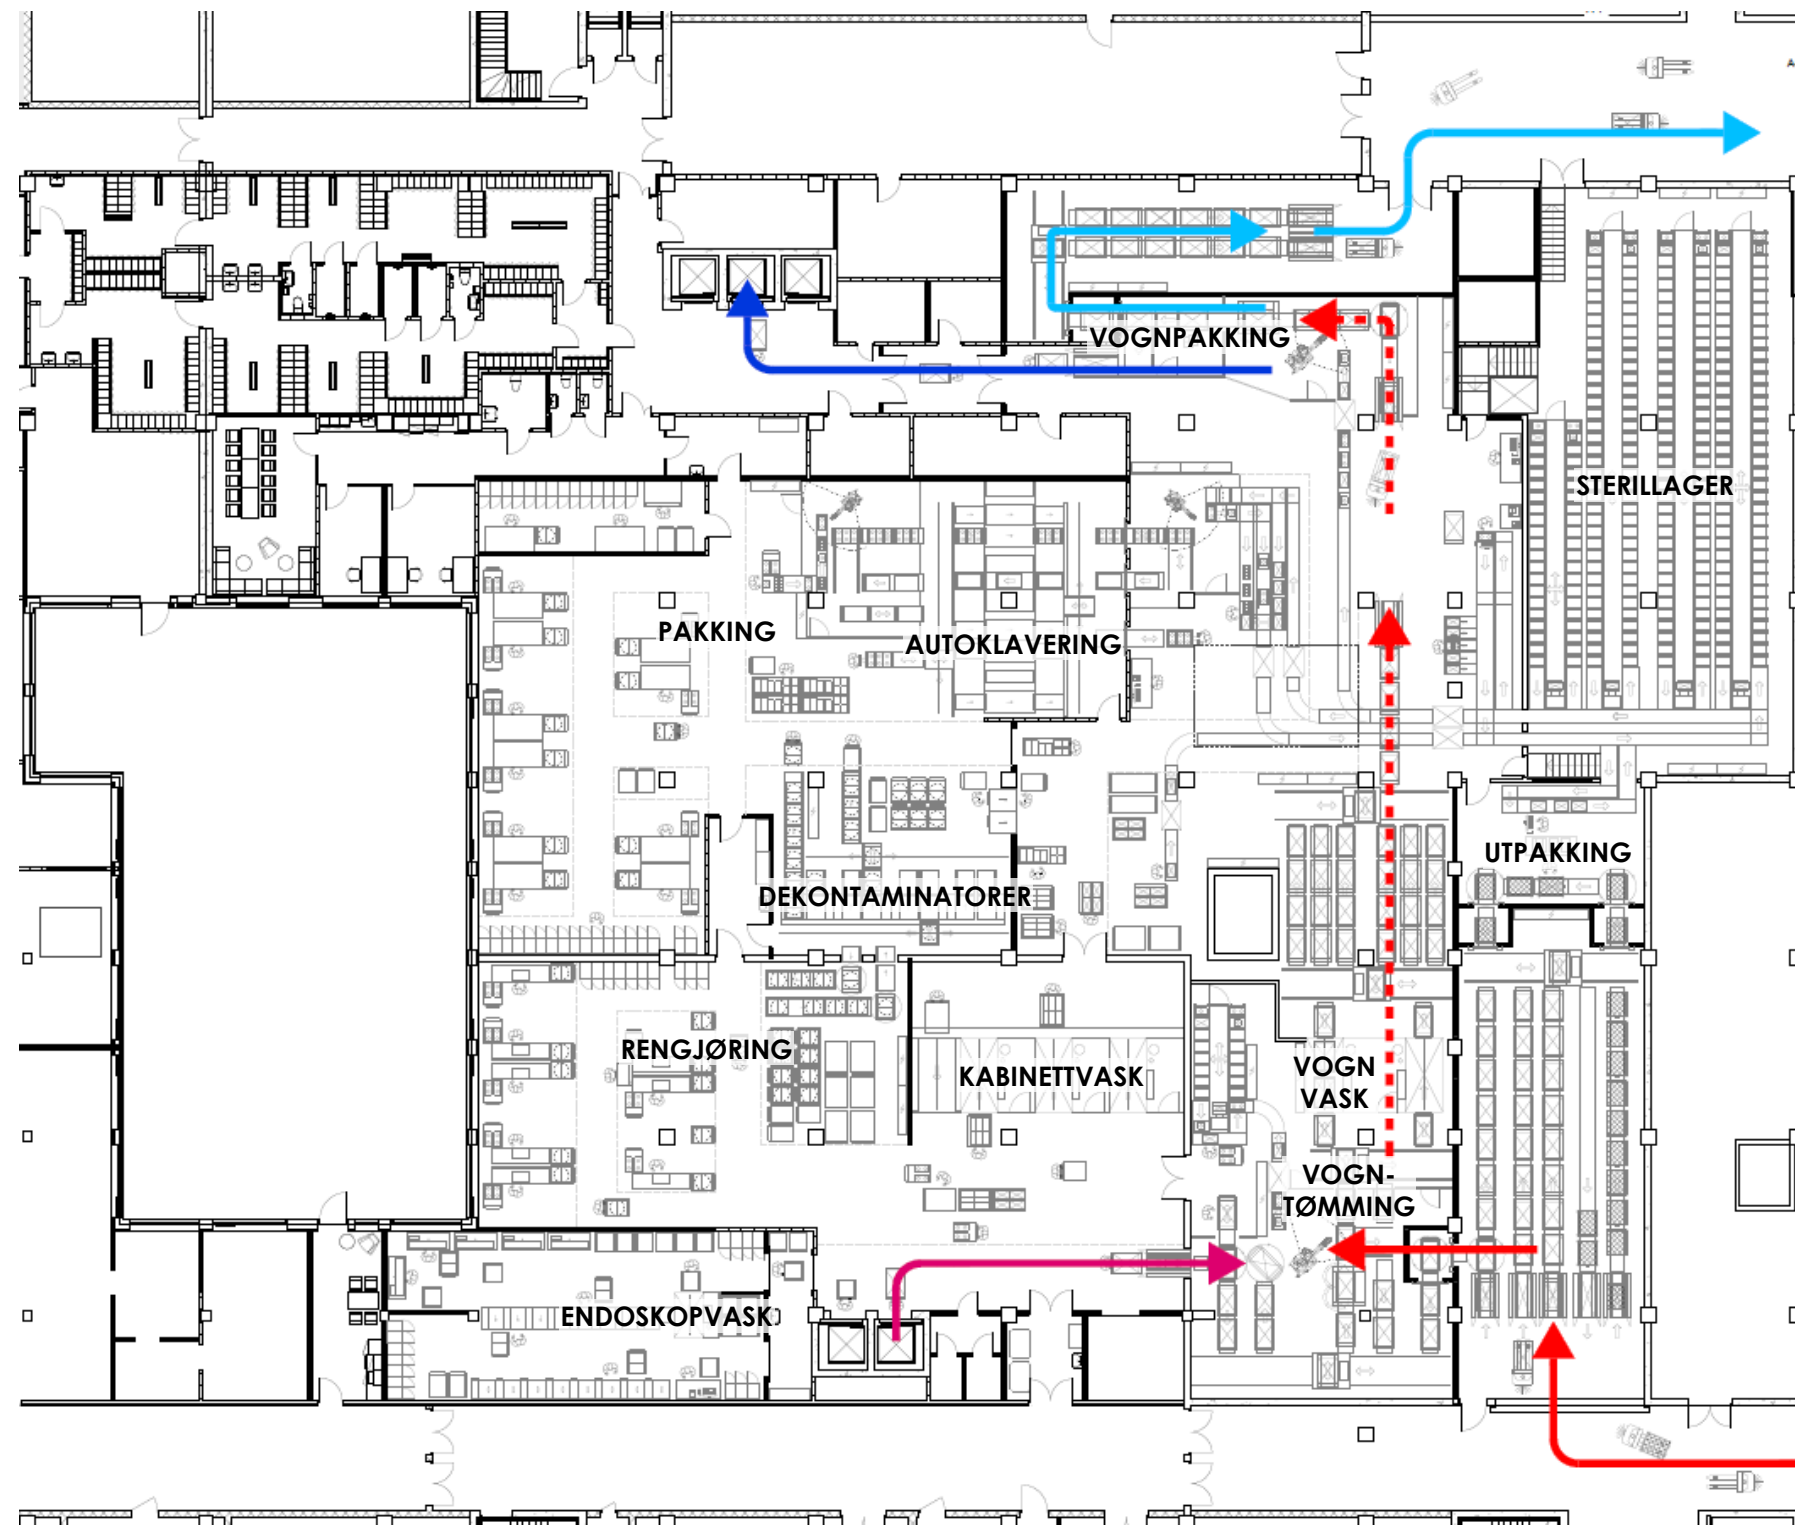 VOGNPAKKING
STERILLAGER
PAKKING
AUTOKLAVERING
UTPAKKING
DEKONTAMINATORER
RENGJØRING
KABINETTVASK
VOGN
VASK
VOGN-
TØMMING
ENDOSKOPVASK